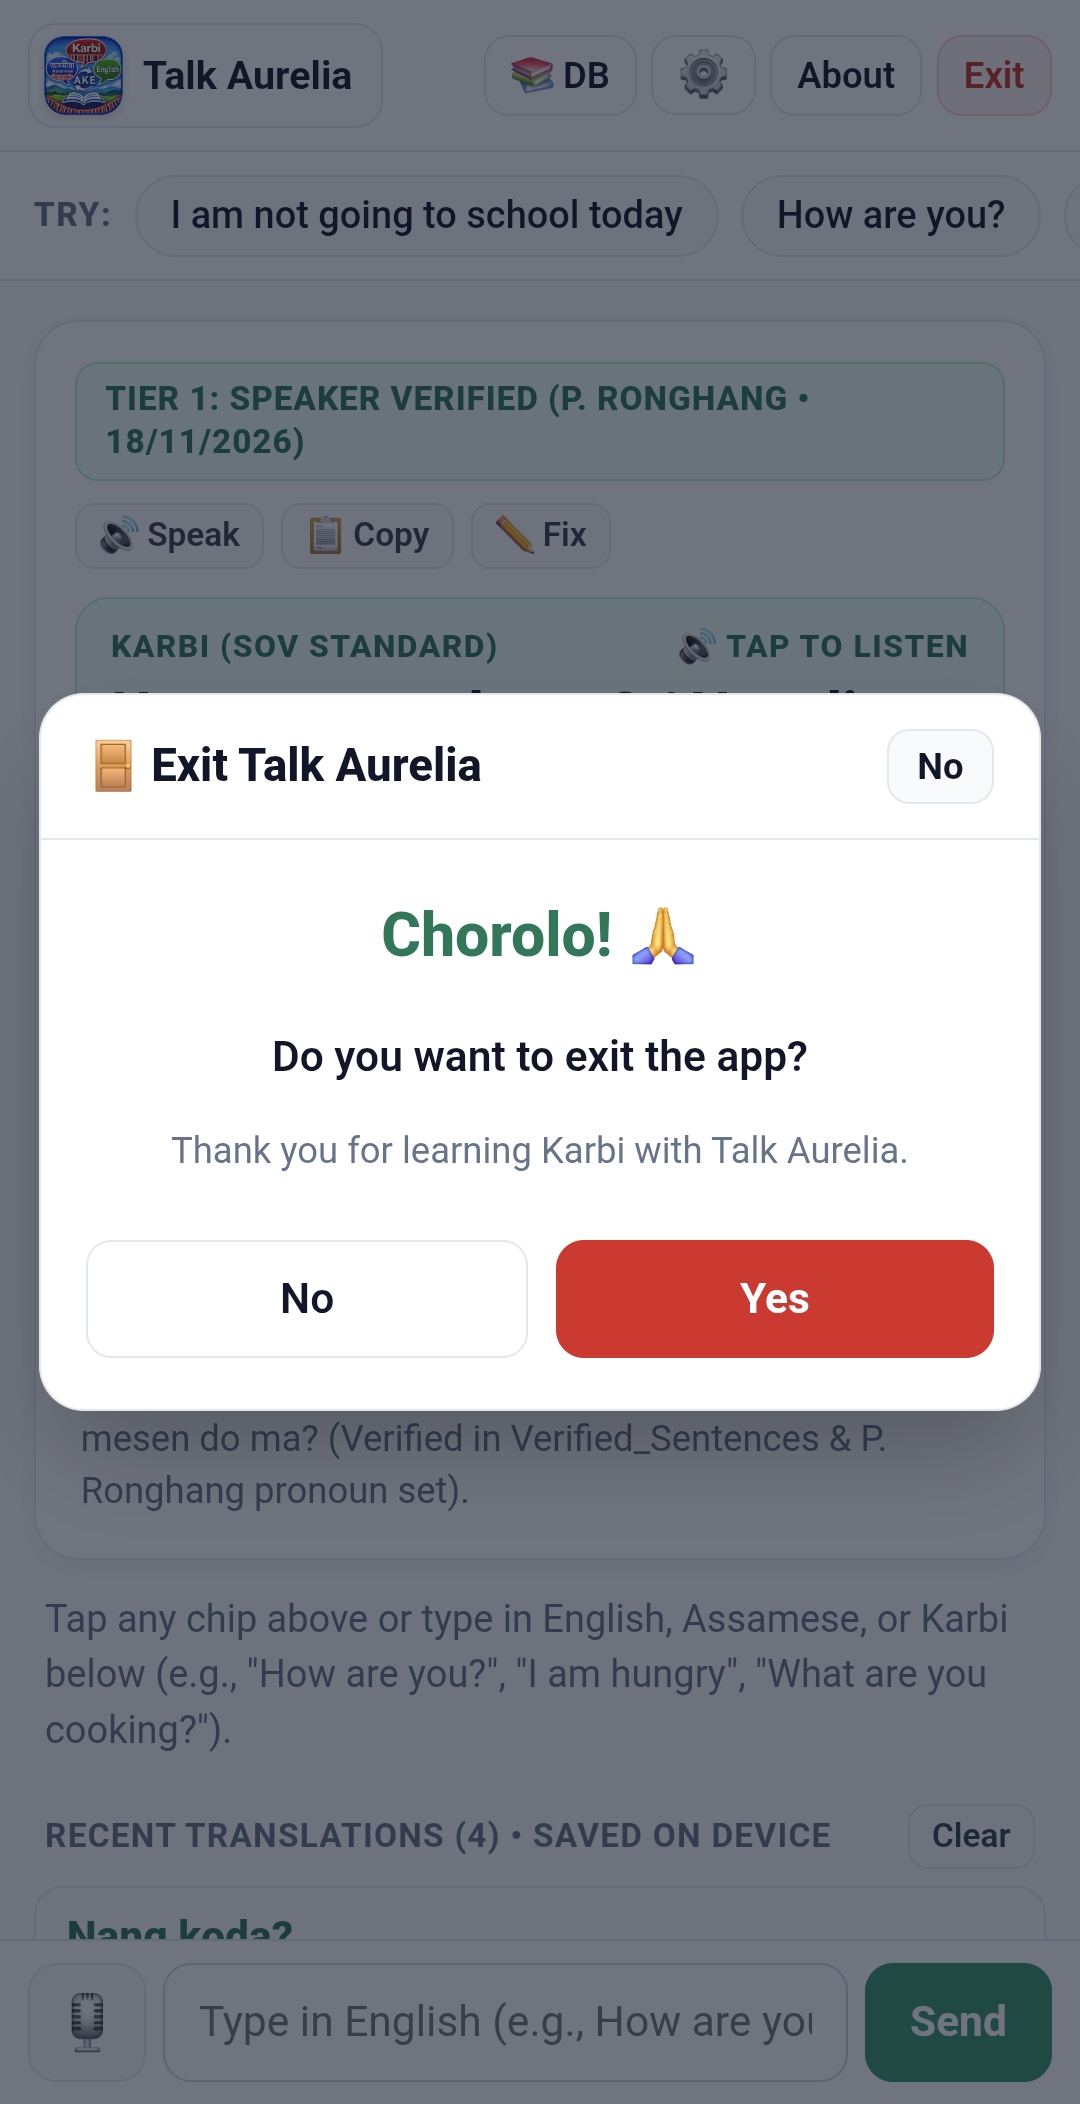 Talk Aurelia
DB
About
Exit
TRY:
I am not going to school today
How are you?
TIER 1: SPEAKER VERIFIED (P. RONGHANG •
18/11/2026)
Speak
Copy
Fix
KARBI (SOV STANDARD)
TAP TO LISTEN
Exit Talk Aurelia
No
Chorolo! 🙏
Do you want to exit the app?
Thank you for learning Karbi with Talk Aurelia.
No
Yes
mesen do ma? (Verified in Verified_Sentences & P.
Ronghang pronoun set).
Tap any chip above or type in English, Assamese, or Karbi
below (e.g., "How are you?", "I am hungry", "What are you
cooking?").
RECENT TRANSLATIONS (4) • SAVED ON DEVICE
Clear
Nang koda?
Type in English (e.g., How are you
Send